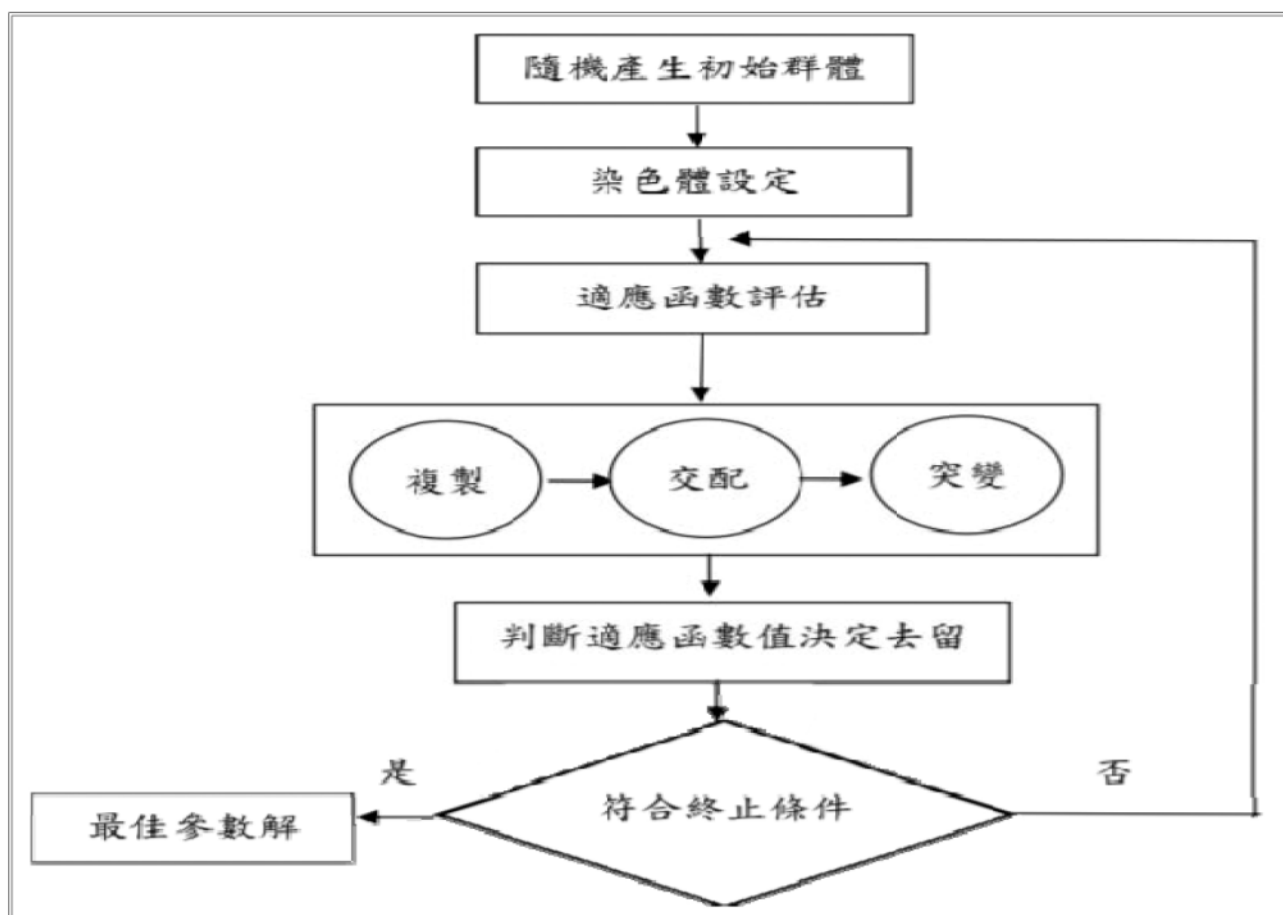 隨機產生初始群體
染色體設定
適應函數評估
複製
交配
突變
判斷適應函數值決定去留
是
否
符合終止條件
最佳參數解